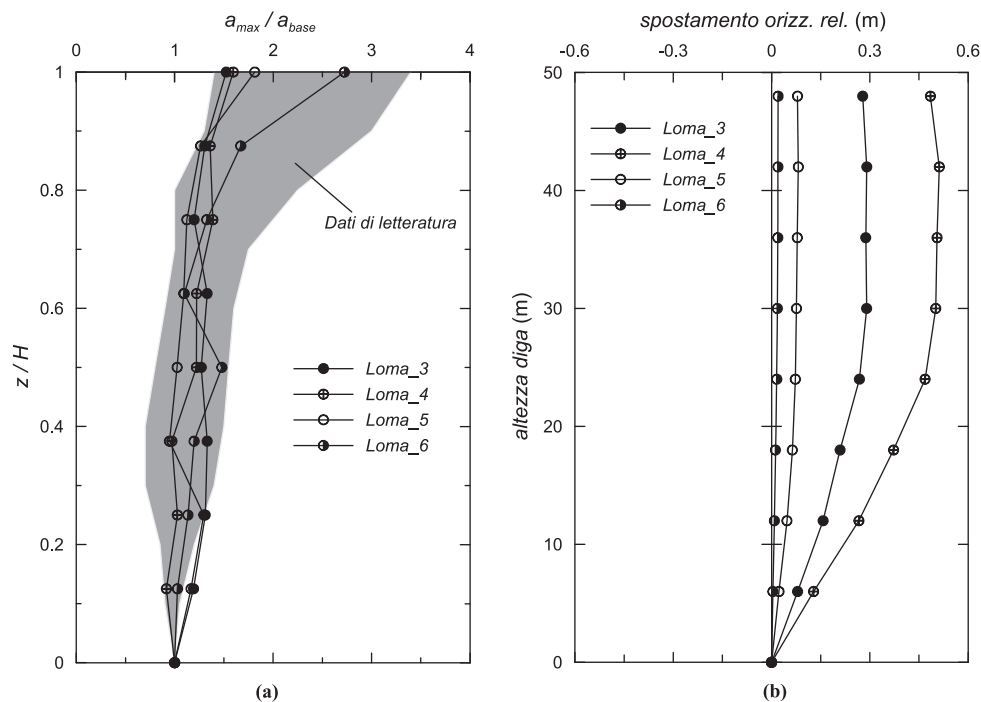 a_max / a_base
0 1 2 3 4
1
0.8
0.6
0.4
0.2
0
z / H
Dati di letteratura
Loma_3
Loma_4
Loma_5
Loma_6
(a)
spostamento orizz. rel. (m)
-0.6 -0.3 0 0.3 0.6
50
40
30
20
10
0
altezza diga (m)
Loma_3
Loma_4
Loma_5
Loma_6
(b)